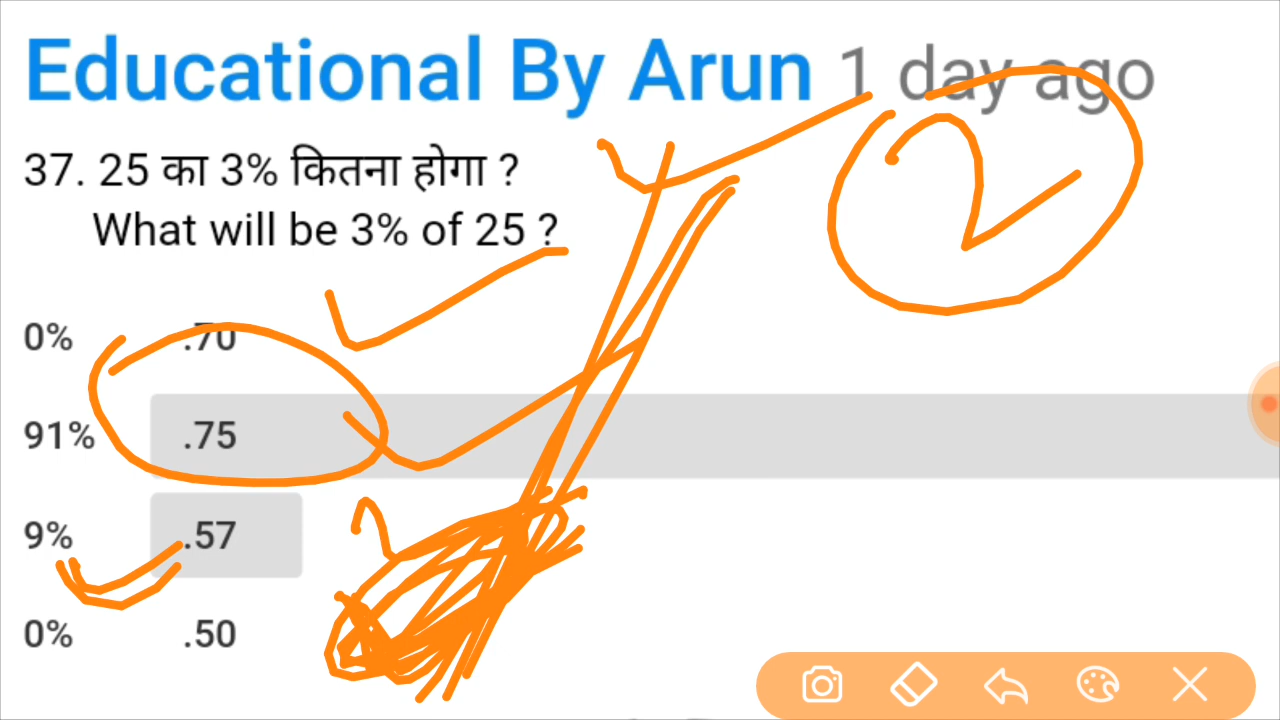 Educational By Arun 1 day ago
37. 25 का 3% कितना होगा ?
What will be 3% of 25 ?
0% .70
91% .75
9% .57
0% .50